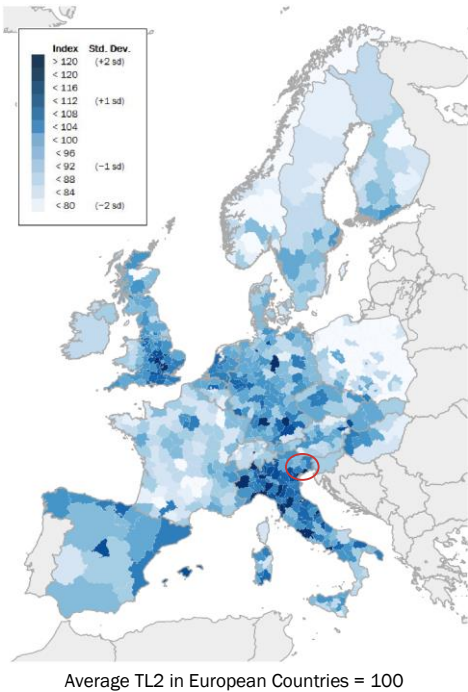 Index Std. Dev.
> 120 (+2 sd)
< 120
< 116
< 112 (+1 sd)
< 108
< 104
< 100
< 96
< 92 (−1 sd)
< 88
< 84
< 80 (−2 sd)
Average TL2 in European Countries = 100